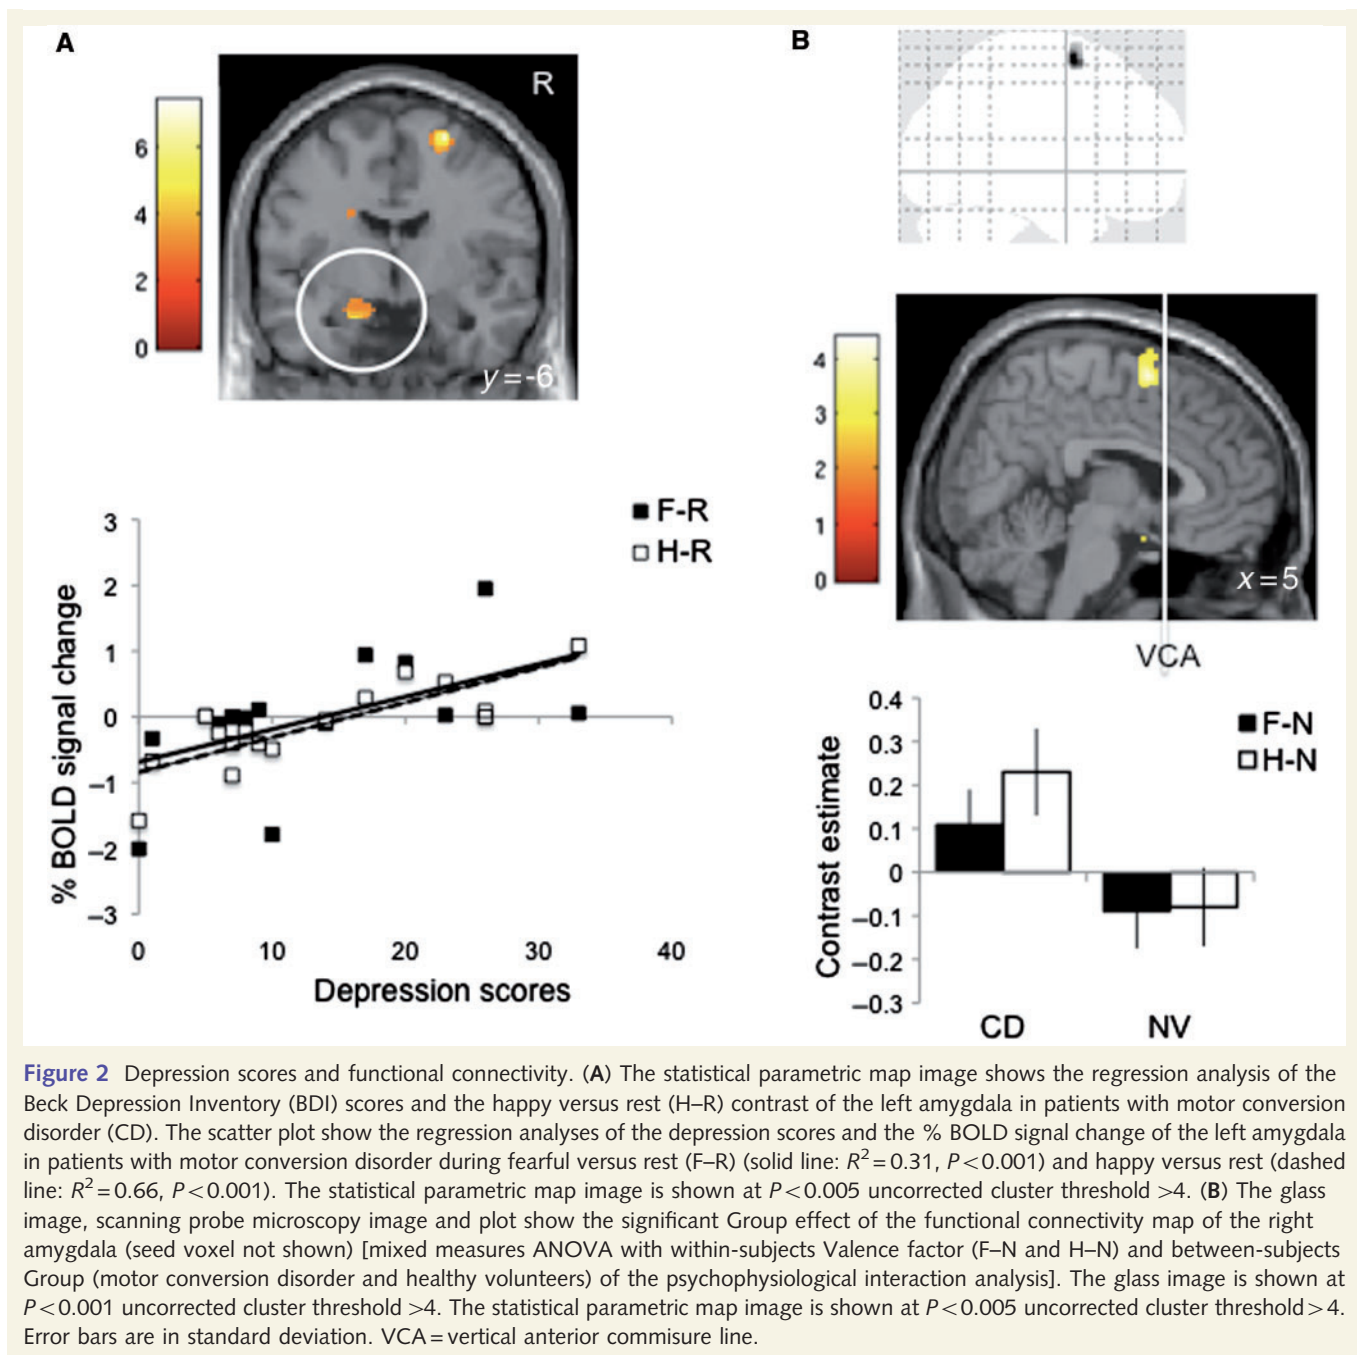 A
R
6
4
2
0
y=-6
3
2
1
0
–1
–2
–3
% BOLD signal change
F-R
H-R
0 10 20 30 40
Depression scores
B
4
3
2
1
0
x=5
VCA
0.4
0.3
0.2
0.1
0
–0.1
–0.2
–0.3
Contrast estimate
F-N
H-N
CD NV
Figure 2 Depression scores and functional connectivity. (A) The statistical parametric map image shows the regression analysis of the
Beck Depression Inventory (BDI) scores and the happy versus rest (H–R) contrast of the left amygdala in patients with motor conversion
disorder (CD). The scatter plot show the regression analyses of the depression scores and the % BOLD signal change of the left amygdala
in patients with motor conversion disorder during fearful versus rest (F–R) (solid line: R²=0.31, P<0.001) and happy versus rest (dashed
line: R²=0.66, P<0.001). The statistical parametric map image is shown at P<0.005 uncorrected cluster threshold >4. (B) The glass
image, scanning probe microscopy image and plot show the significant Group effect of the functional connectivity map of the right
amygdala (seed voxel not shown) [mixed measures ANOVA with within-subjects Valence factor (F–N and H–N) and between-subjects
Group (motor conversion disorder and healthy volunteers) of the psychophysiological interaction analysis]. The glass image is shown at
P<0.001 uncorrected cluster threshold >4. The statistical parametric map image is shown at P<0.005 uncorrected cluster threshold>4.
Error bars are in standard deviation. VCA=vertical anterior commisure line.